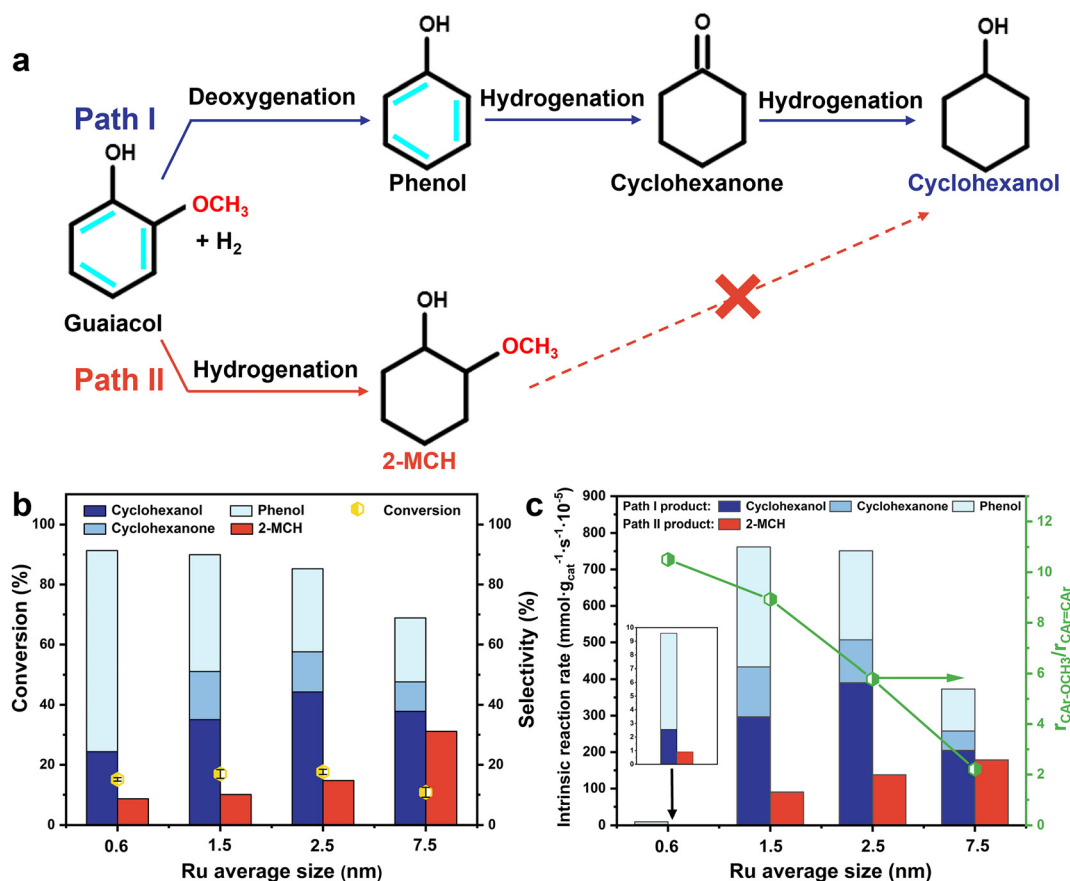 a
Path I
Deoxygenation
Hydrogenation
Hydrogenation
OH
OCH₃
+ H₂
Guaiacol
OH
Phenol
O
Cyclohexanone
OH
Cyclohexanol
Path II
Hydrogenation
OH
OCH₃
2-MCH
b
Cyclohexanol
Phenol
Conversion
Cyclohexanone
2-MCH
Conversion (%)
100
80
60
40
20
0
Selectivity (%)
100
80
60
40
20
0
0.6 1.5 2.5 7.5
Ru average size (nm)
c
Path I product: Cyclohexanol Cyclohexanone Phenol
Path II product: 2-MCH
Intrinsic reaction rate (mmol·gcat⁻¹·s⁻¹·10⁻⁵)
900
800
700
600
500
400
300
200
100
0
10
9
8
7
6
5
4
3
2
1
0
rCAr-OCH3/rCAr=CAr
12
10
8
6
4
2
0
0.6 1.5 2.5 7.5
Ru average size (nm)